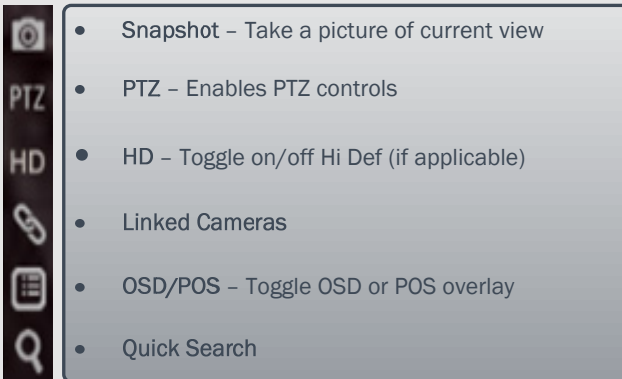 • Snapshot – Take a picture of current view
PTZ • PTZ – Enables PTZ controls
HD • HD – Toggle on/off Hi Def (if applicable)
• Linked Cameras
• OSD/POS – Toggle OSD or POS overlay
• Quick Search